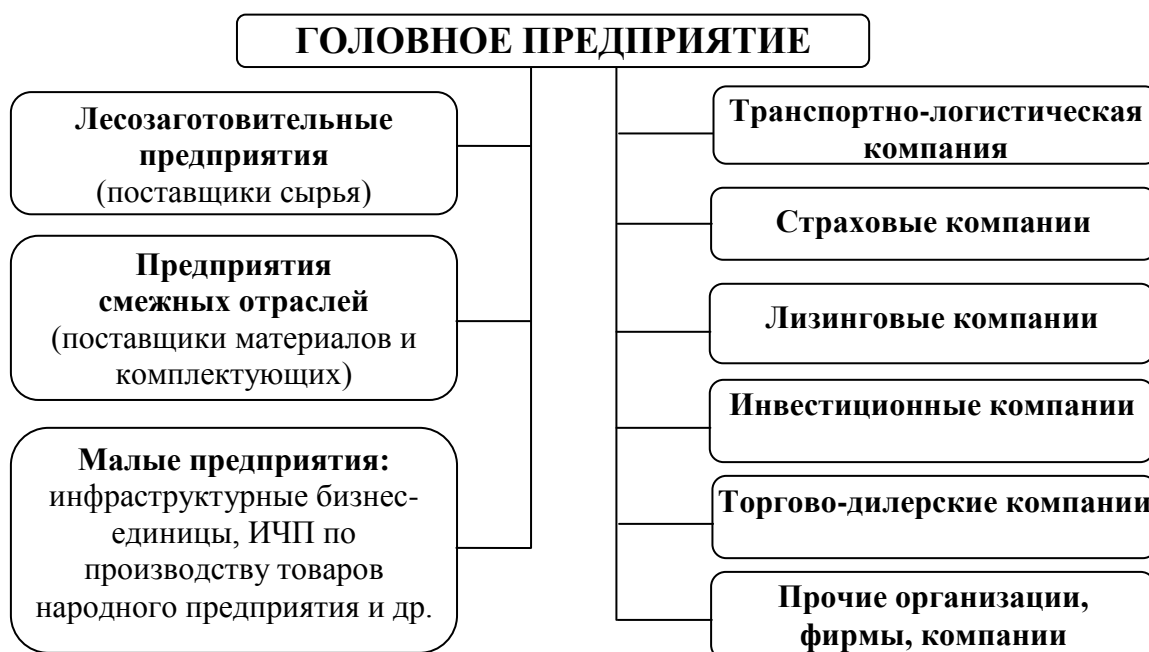 ГОЛОВНОЕ ПРЕДПРИЯТИЕ
Лесозаготовительные
предприятия
(поставщики сырья)
Предприятия
смежных отраслей
(поставщики материалов и
комплектующих)
Малые предприятия:
инфраструктурные бизнес-
единицы, ИЧП по
производству товаров
народного предприятия и др.
Транспортно-логистическая
компания
Страховые компании
Лизинговые компании
Инвестиционные компании
Торгово-дилерские компании
Прочие организации,
фирмы, компании